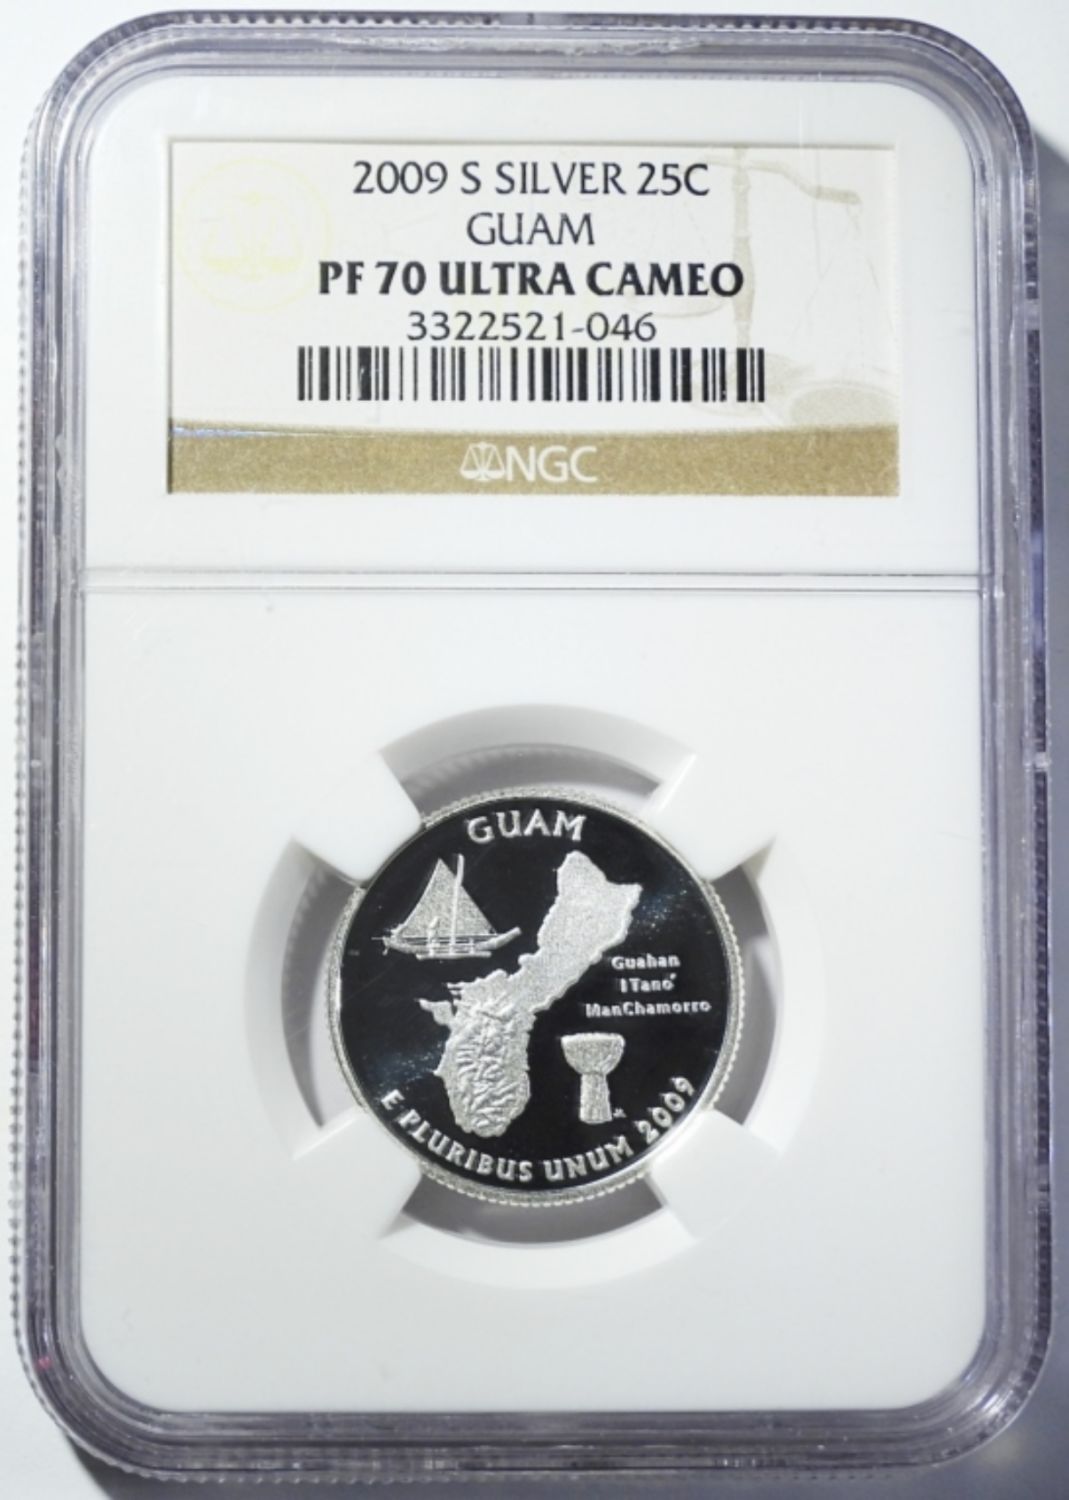 2009 S SILVER 25C
GUAM
PF 70 ULTRA CAMEO
3322521-046
NGC
GUAM
Guahan
I Tano'
ManChamorro
E PLURIBUS UNUM 2009